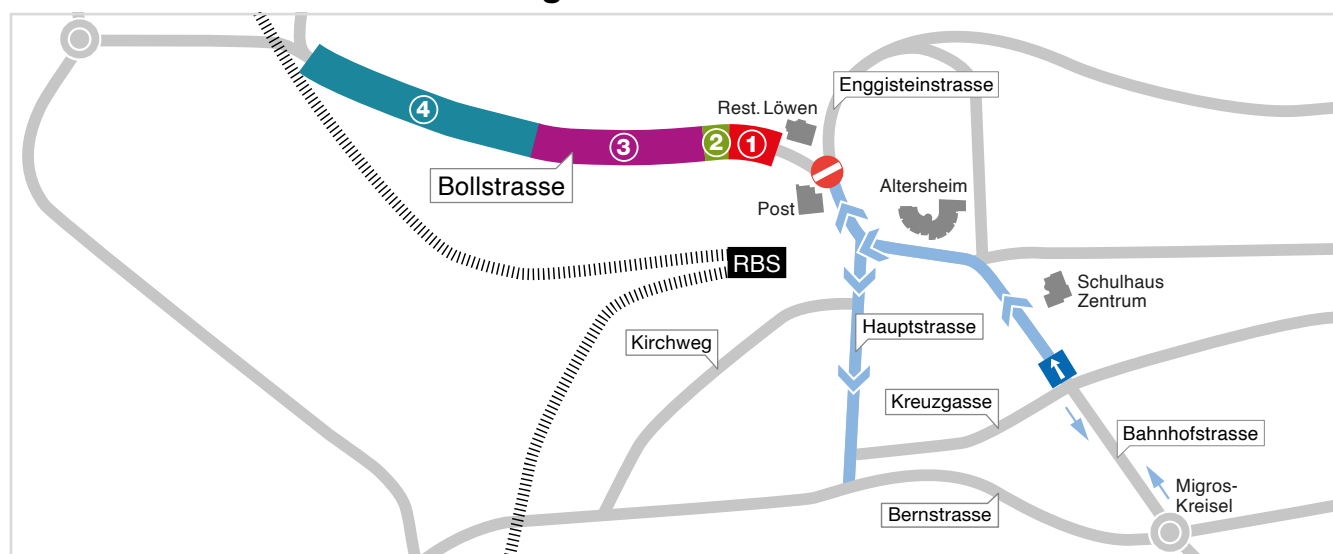 g
Enggisteinstrasse
4
Rest. Löwen
3
2
1
Bollstrasse
Altersheim
Post
RBS
Schulhaus
Zentrum
Hauptstrasse
Kirchweg
Kreuzgasse
Bahnhofstrasse
Migros-
Kreisel
Bernstrasse